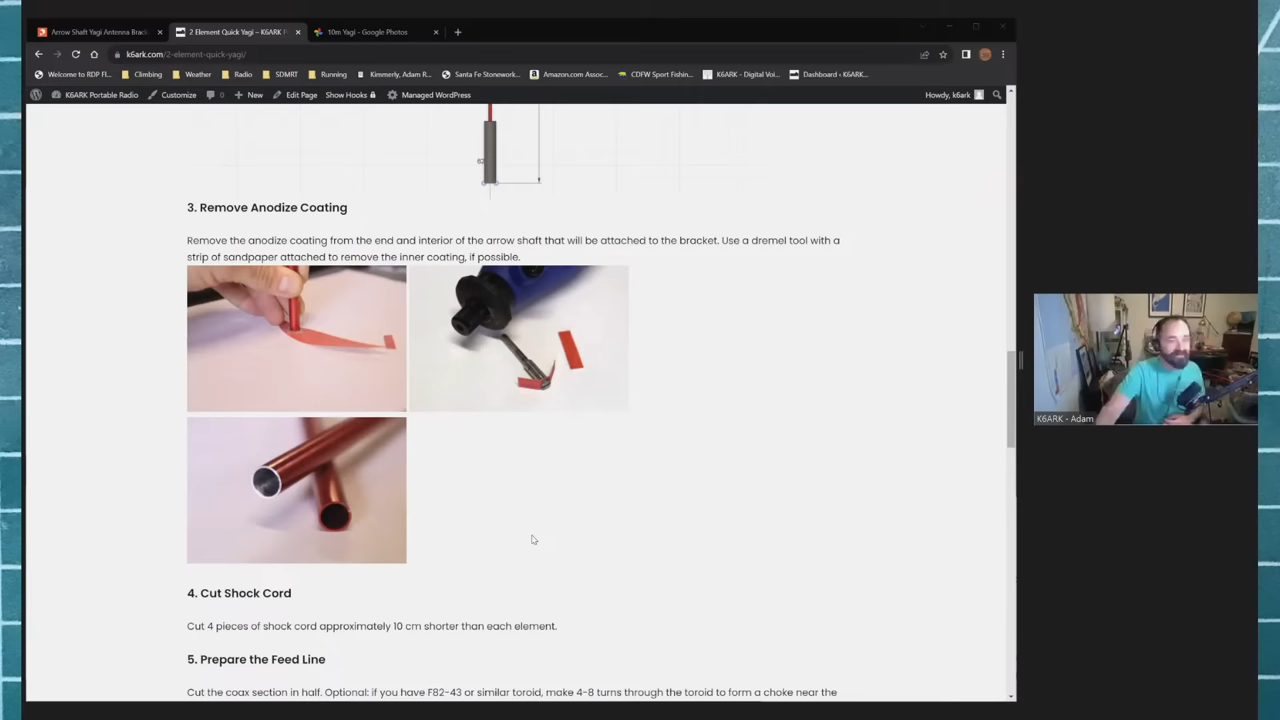 Arrow Shaft Yagi Antenna Brack
2 Element Quick Yagi – K6ARK P
10m Yagi - Google Photos
k6ark.com/2-element-quick-yagi/
Welcome to RDP Fi...
Climbing
Weather
Radio
SDMRT
Running
Kimmerly, Adam R...
Santa Fe Stonework...
Amazon.com Assoc...
CDFW Sport Fishin...
K6ARK - Digital Voi...
Dashboard ‹ K6ARK...
K6ARK Portable Radio
Customize
0
New
Edit Page
Show Hooks
Managed WordPress
Howdy, k6ark
62
3. Remove Anodize Coating
Remove the anodize coating from the end and interior of the arrow shaft that will be attached to the bracket. Use a dremel tool with a
strip of sandpaper attached to remove the inner coating, if possible.
K6ARK - Adam
4. Cut Shock Cord
Cut 4 pieces of shock cord approximately 10 cm shorter than each element.
5. Prepare the Feed Line
Cut the coax section in half. Optional: if you have F82-43 or similar toroid, make 4-8 turns through the toroid to form a choke near the